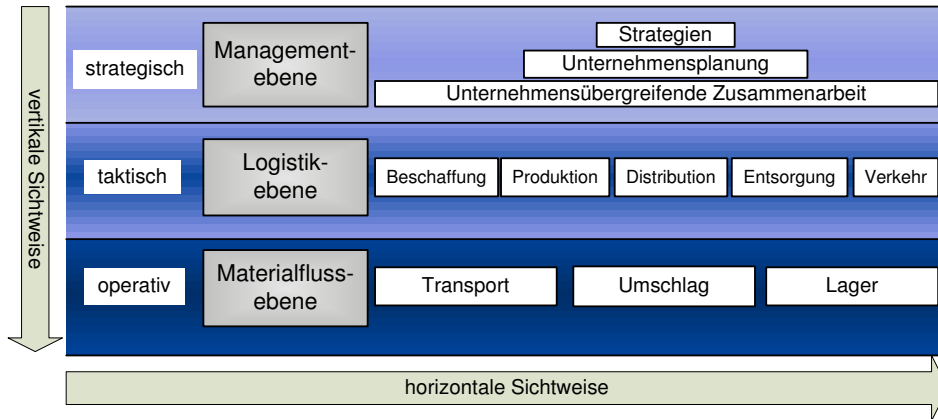 vertikale Sichtweise
strategisch
Management-
ebene
Strategien
Unternehmensplanung
Unternehmensübergreifende Zusammenarbeit
taktisch
Logistik-
ebene
Beschaffung
Produktion
Distribution
Entsorgung
Verkehr
operativ
Materialfluss-
ebene
Transport
Umschlag
Lager
horizontale Sichtweise